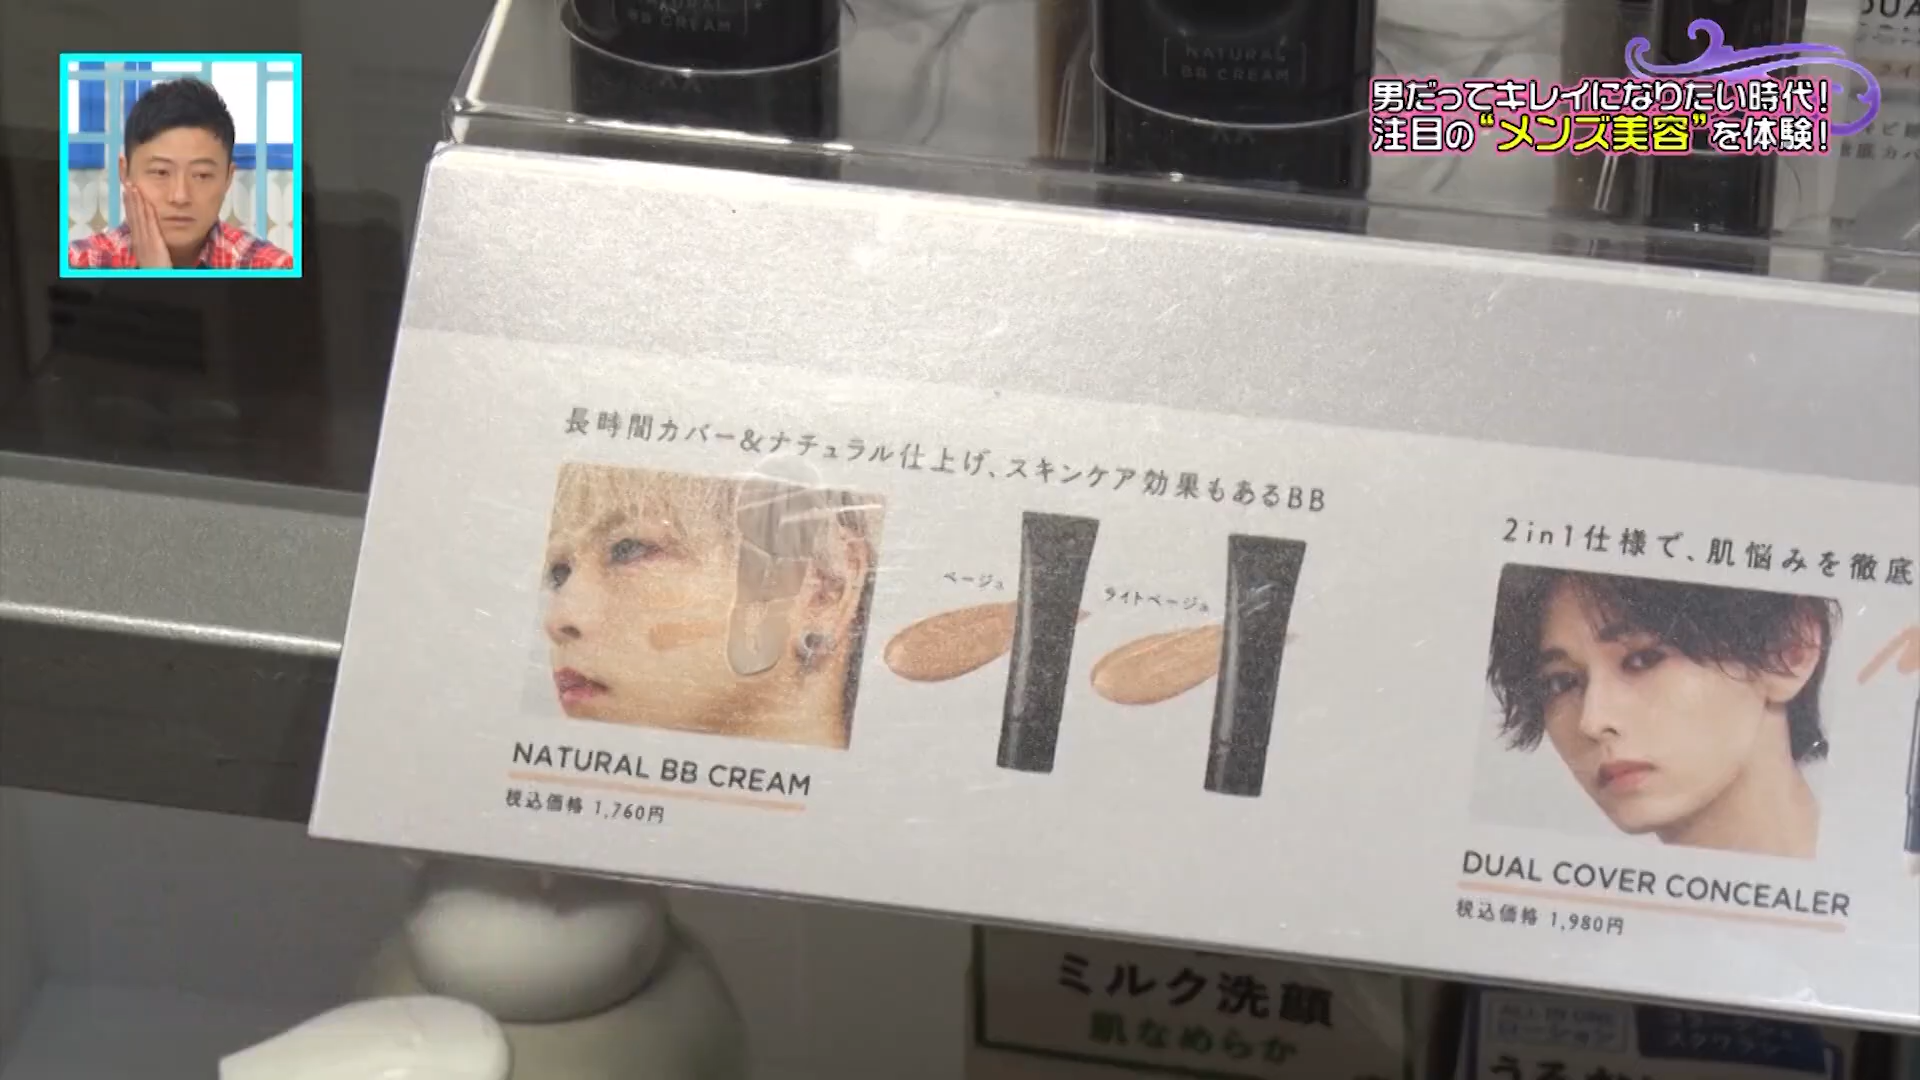 NATURAL
BB CREAM
NATURAL
BB CREAM
男だってキレイになりたい時代!
注目の“メンズ美容”を体験!
長時間カバー&ナチュラル仕上げ、スキンケア効果もあるBB
ベージュ
ライトベージュ
NATURAL BB CREAM
税込価格 1,760円
2in1仕様で、肌悩みを徹底
DUAL COVER CONCEALER
税込価格 1,980円
ミルク洗顔
肌なめらか